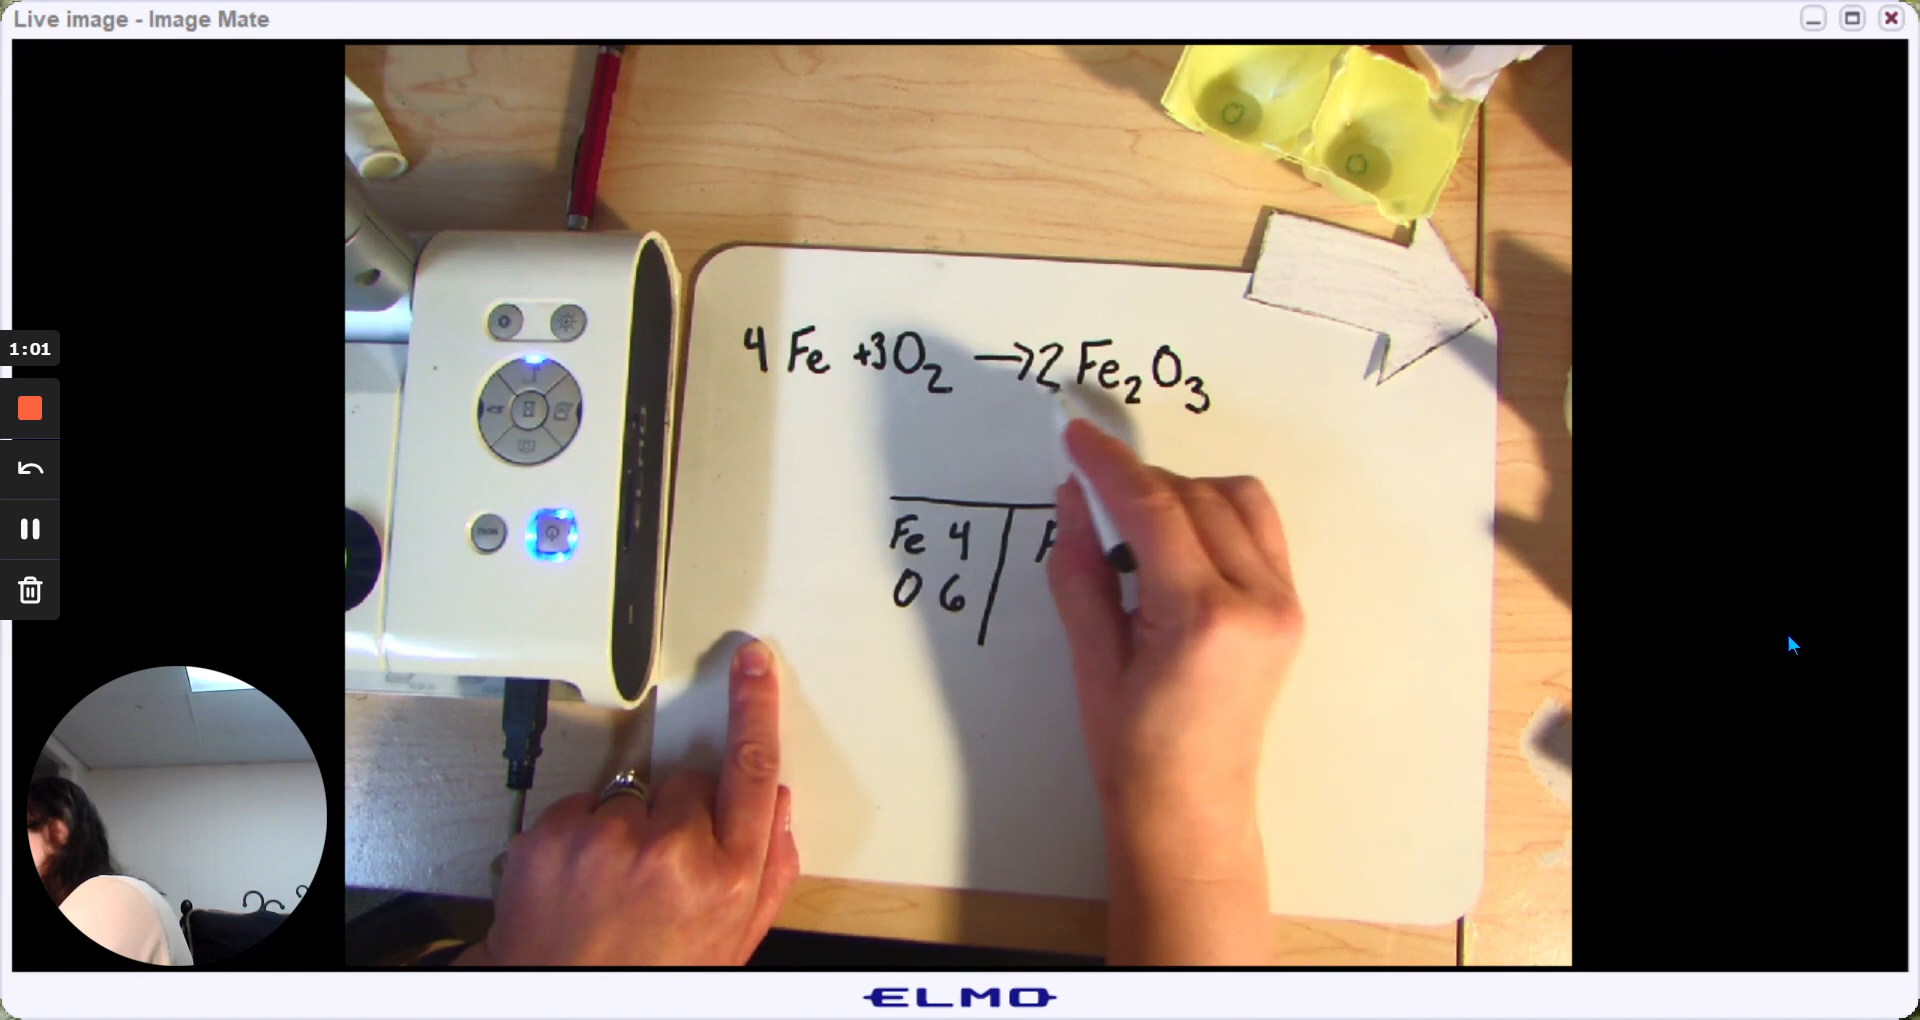 Live image - Image Mate
4 Fe +3O₂ → 2 Fe₂O₃
1:01
Fe 4
O 6
ELMO